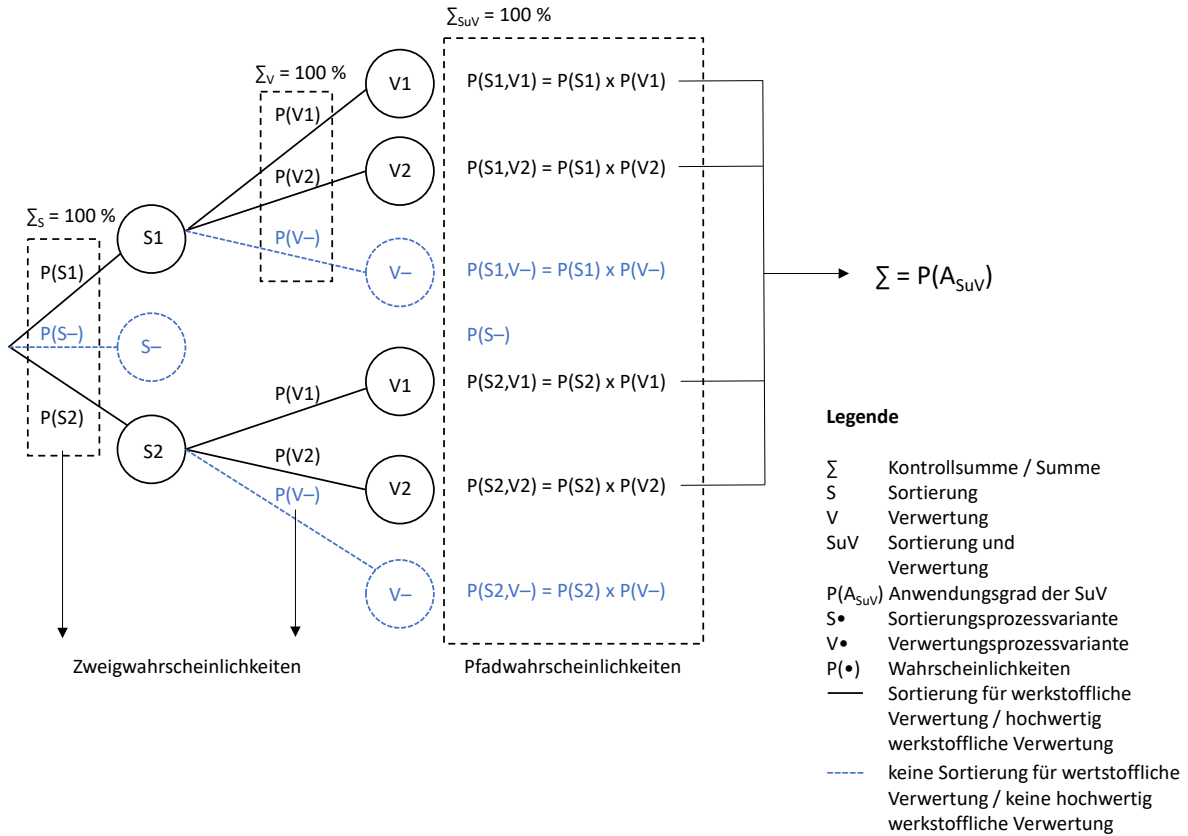 ∑SuV = 100 %
∑V = 100 %
∑S = 100 %
P(S1)
P(S–)
P(S2)
S1
S–
S2
P(V1)
P(V2)
P(V–)
P(V1)
P(V2)
P(V–)
V1
V2
V–
V1
V2
V–
P(S1,V1) = P(S1) x P(V1)
P(S1,V2) = P(S1) x P(V2)
P(S1,V–) = P(S1) x P(V–)
P(S–)
P(S2,V1) = P(S2) x P(V1)
P(S2,V2) = P(S2) x P(V2)
P(S2,V–) = P(S2) x P(V–)
∑ = P(ASuV)
Zweigwahrscheinlichkeiten
Pfadwahrscheinlichkeiten
Legende
∑ Kontrollsumme / Summe
S Sortierung
V Verwertung
SuV Sortierung und
Verwertung
P(ASuV) Anwendungsgrad der SuV
S• Sortierungsprozessvariante
V• Verwertungsprozessvariante
P(•) Wahrscheinlichkeiten
Sortierung für werkstoffliche
Verwertung / hochwertig
werkstoffliche Verwertung
keine Sortierung für wertstoffliche
Verwertung / keine hochwertig
werkstoffliche Verwertung